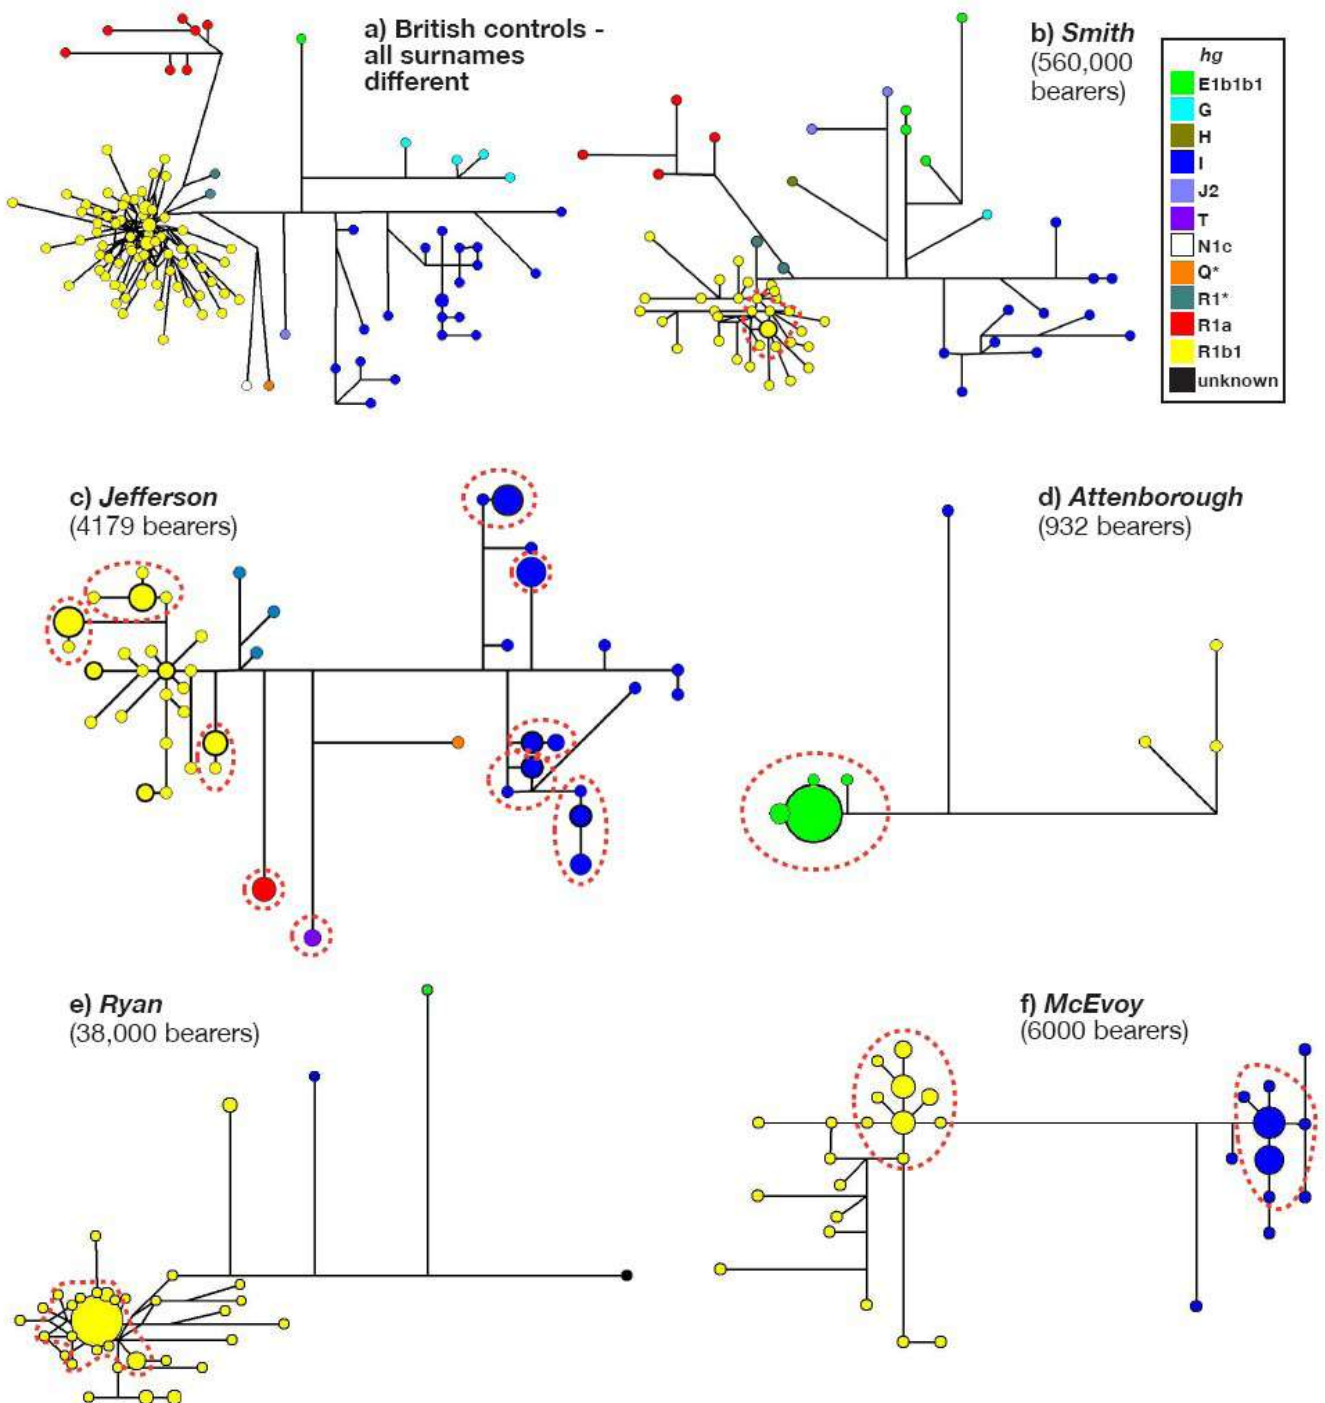 a) British controls -
all surnames
different
b) Smith
(560,000
bearers)
hg
E1b1b1
G
H
I
J2
T
N1c
Q*
R1*
R1a
R1b1
unknown
c) Jefferson
(4179 bearers)
d) Attenborough
(932 bearers)
e) Ryan
(38,000 bearers)
f) McEvoy
(6000 bearers)